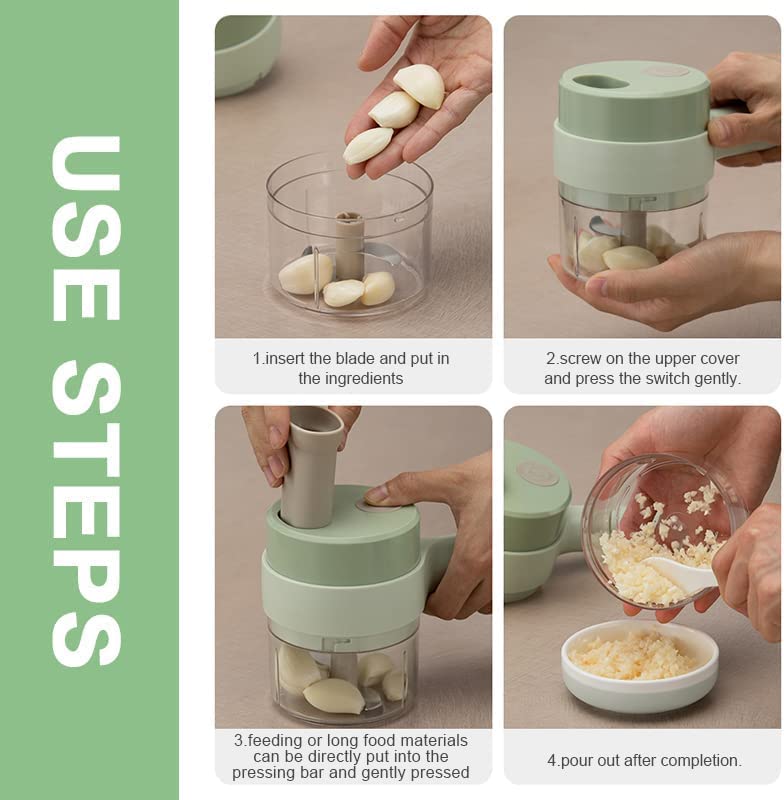 USE STEPS
1.insert the blade and put in
the ingredients
2.screw on the upper cover
and press the switch gently.
3.feeding or long food materials
can be directly put into the
pressing bar and gently pressed
4.pour out after completion.